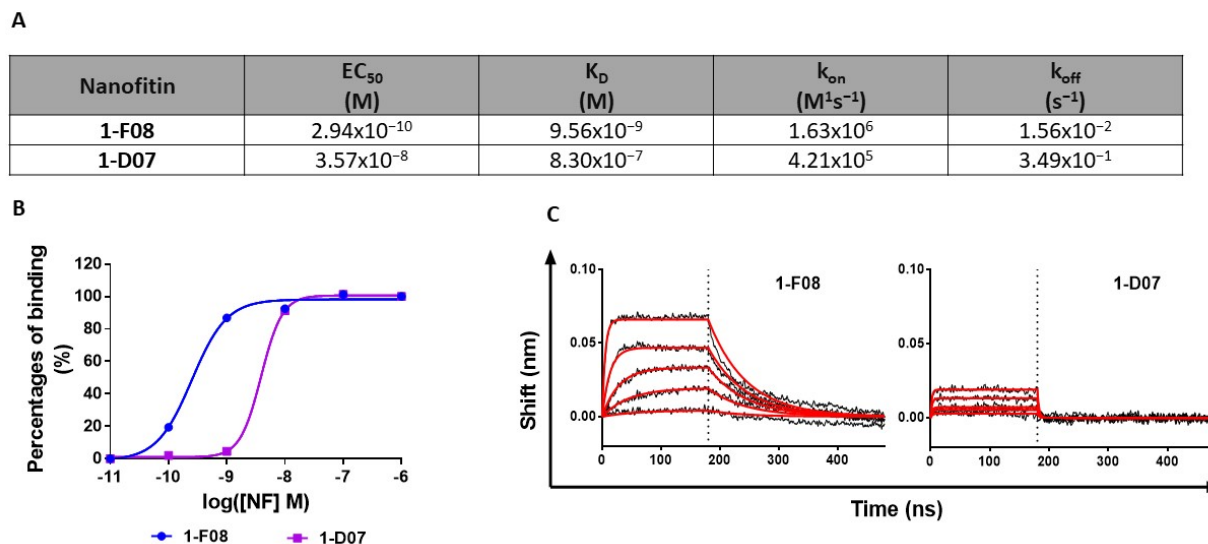 A
Nanofitin EC₅₀ (M) K_D (M) k_on (M¹s⁻¹) k_off (s⁻¹)
1-F08 2.94x10⁻¹⁰ 9.56x10⁻⁹ 1.63x10⁶ 1.56x10⁻²
1-D07 3.57x10⁻⁸ 8.30x10⁻⁷ 4.21x10⁵ 3.49x10⁻¹
B
Percentages of binding
(%)
120
100
80
60
40
20
0
-11 -10 -9 -8 -7 -6
log([NF] M)
1-F08 1-D07
C
Shift (nm)
1-F08
0.10
0.05
0.00
0 100 200 300 400
1-D07
0.10
0.05
0.00
0 100 200 300 400
Time (ns)